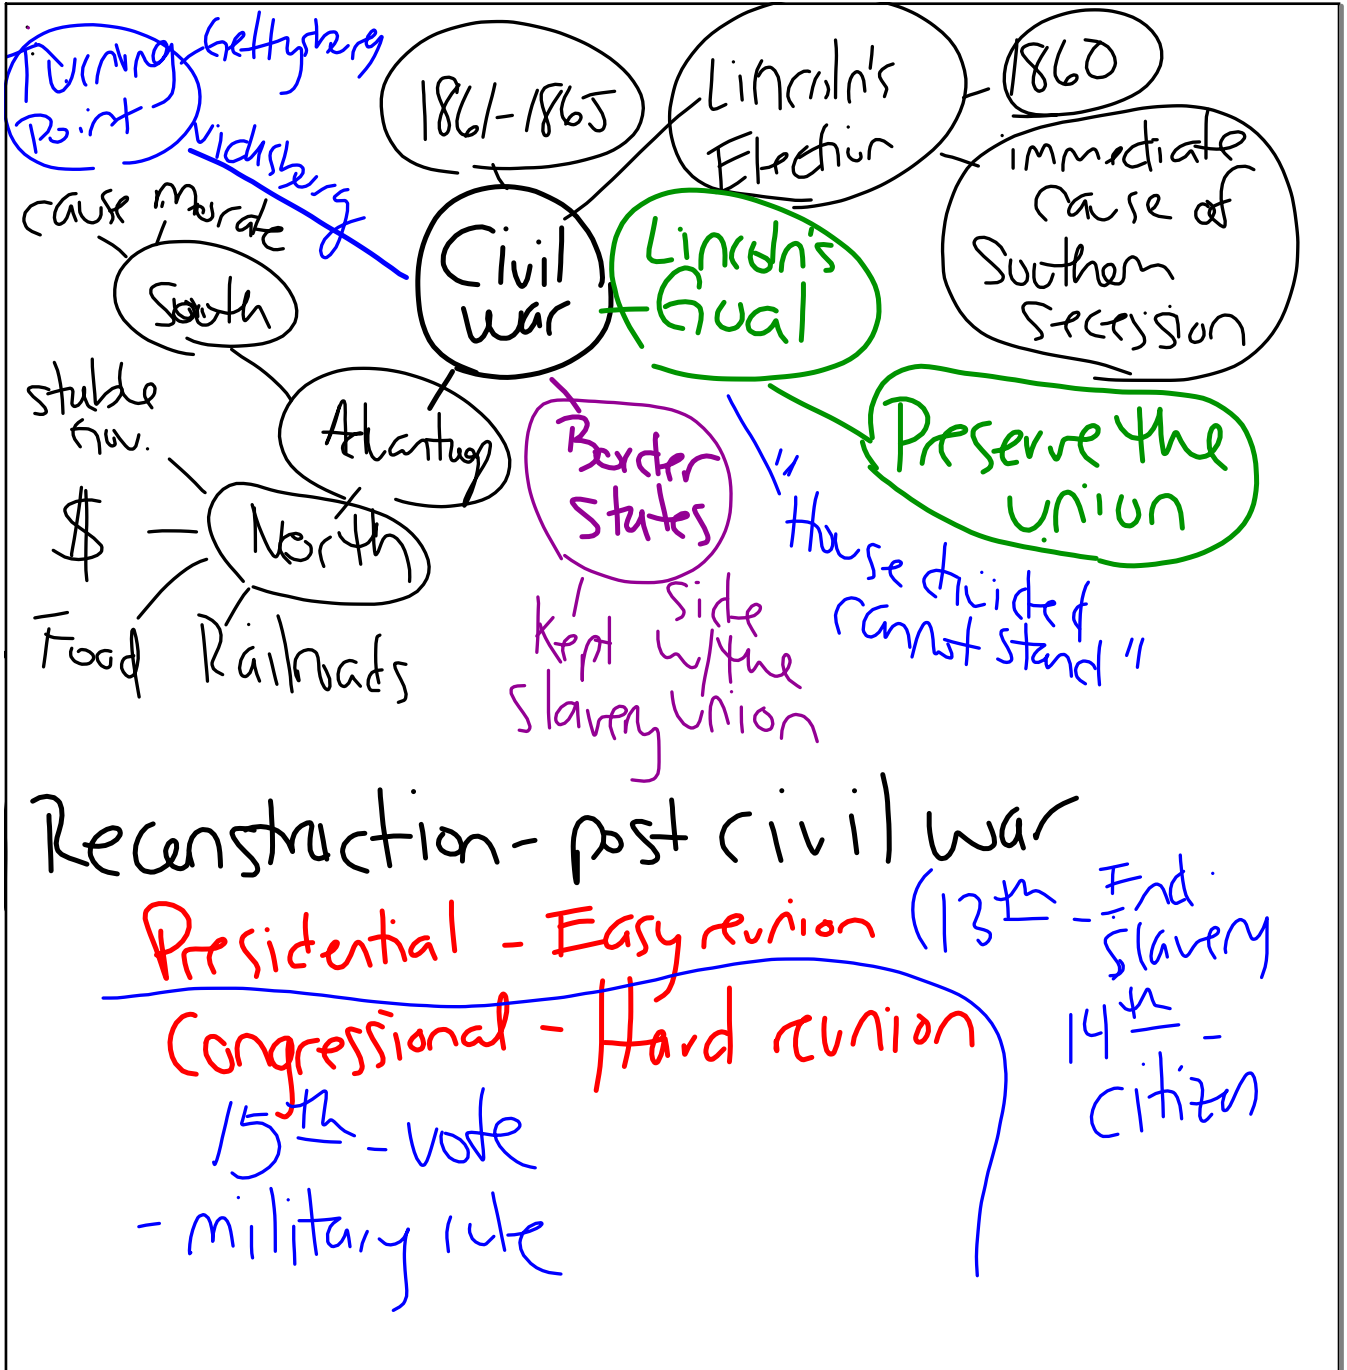 Turning
Point
Gettysburg
Vicksburg
1861-1865
Lincoln's
Election
1860
immediate
cause of
Southern
secession
Civil
war
Lincoln's
Goal
Preserve the
union
"House divided
cannot stand"
cause
morale
South
Advantag
stable
Gov.
$
North
Food
Railroads
Border
states
Kept
slavery
side
w/the
union
Reconstruction - post civil war
Presidential - Easy reunion
(13th - End
slavery
Congressional - Hard reunion
14th -
citizen
15th - vote
- military rule